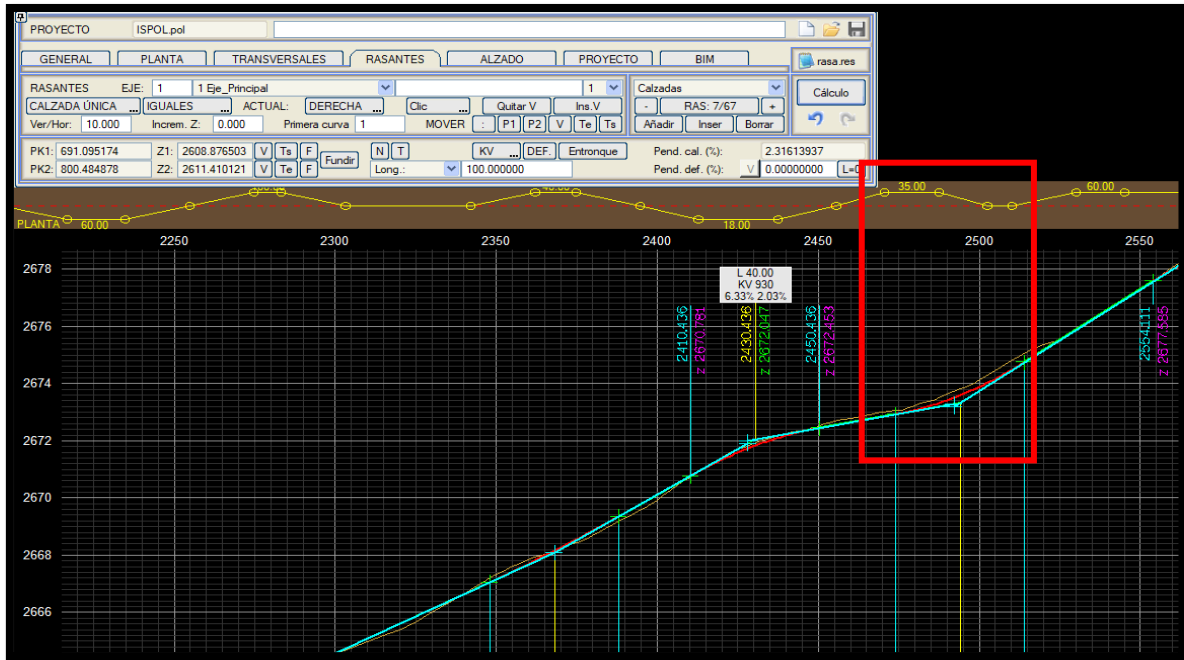 PROYECTO ISPOL.pol
GENERAL PLANTA TRANSVERSALES RASANTES ALZADO PROYECTO BIM rasa.res
RASANTES EJE: 1 1 Eje_Principal 1 Calzadas Cálculo
CALZADA ÚNICA ... IGUALES ... ACTUAL: DERECHA ... Clic ... Quitar V Ins.V - RAS: 7/67 +
Ver/Hor: 10.000 Increm. Z: 0.000 Primera curva 1 MOVER : P1 P2 V Te Ts Añadir Inser Borrar
PK1: 691.095174 Z1: 2608.876503 V Ts F Fundir N T KV ... DEF. Entronque Pend. cal. (%): 2.31613937
PK2: 800.484878 Z2: 2611.410121 V Te F Long.: 100.000000 Pend. def. (%): V 0.00000000 L=0
35.00 60.00
PLANTA 60.00 18.00
2250 2300 2350 2400 2450 2500 2550
2678
L 40.00
KV 930
6.33% 2.03%
2676
2410.436
z 2670.781
2430.436
z 2672.047
2450.436
z 2672.453
2554.111
z 2677.585
2674
2672
2670
2668
2666